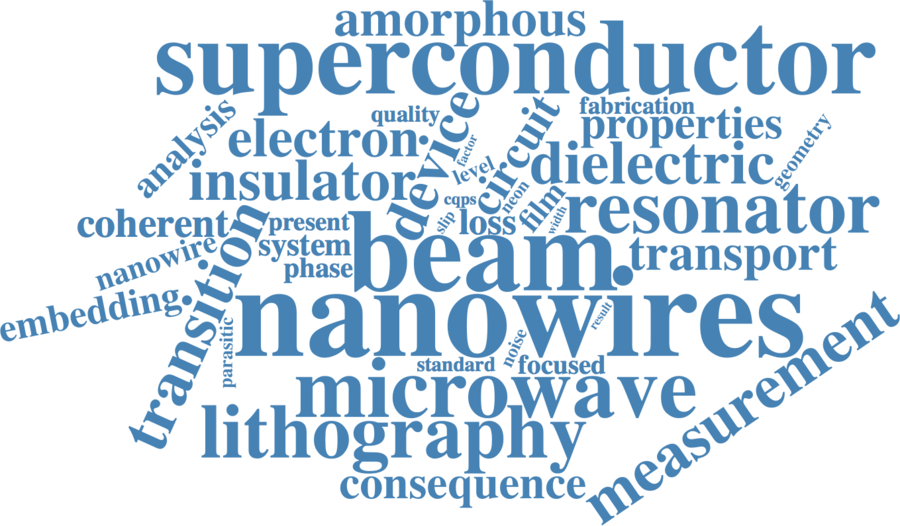 amorphous
superconductor
analysis
quality
device
circuit
fabrication
properties
geometry
electron
factor
level
dielectric
insulator
cqps
neon
film
width
resonator
coherent
transition
present
slip
loss
nanowire
system
phase
beam
transport
embedding
nanowires
parasitic
result
noise
standard
focused
measurement
microwave
lithography
consequence